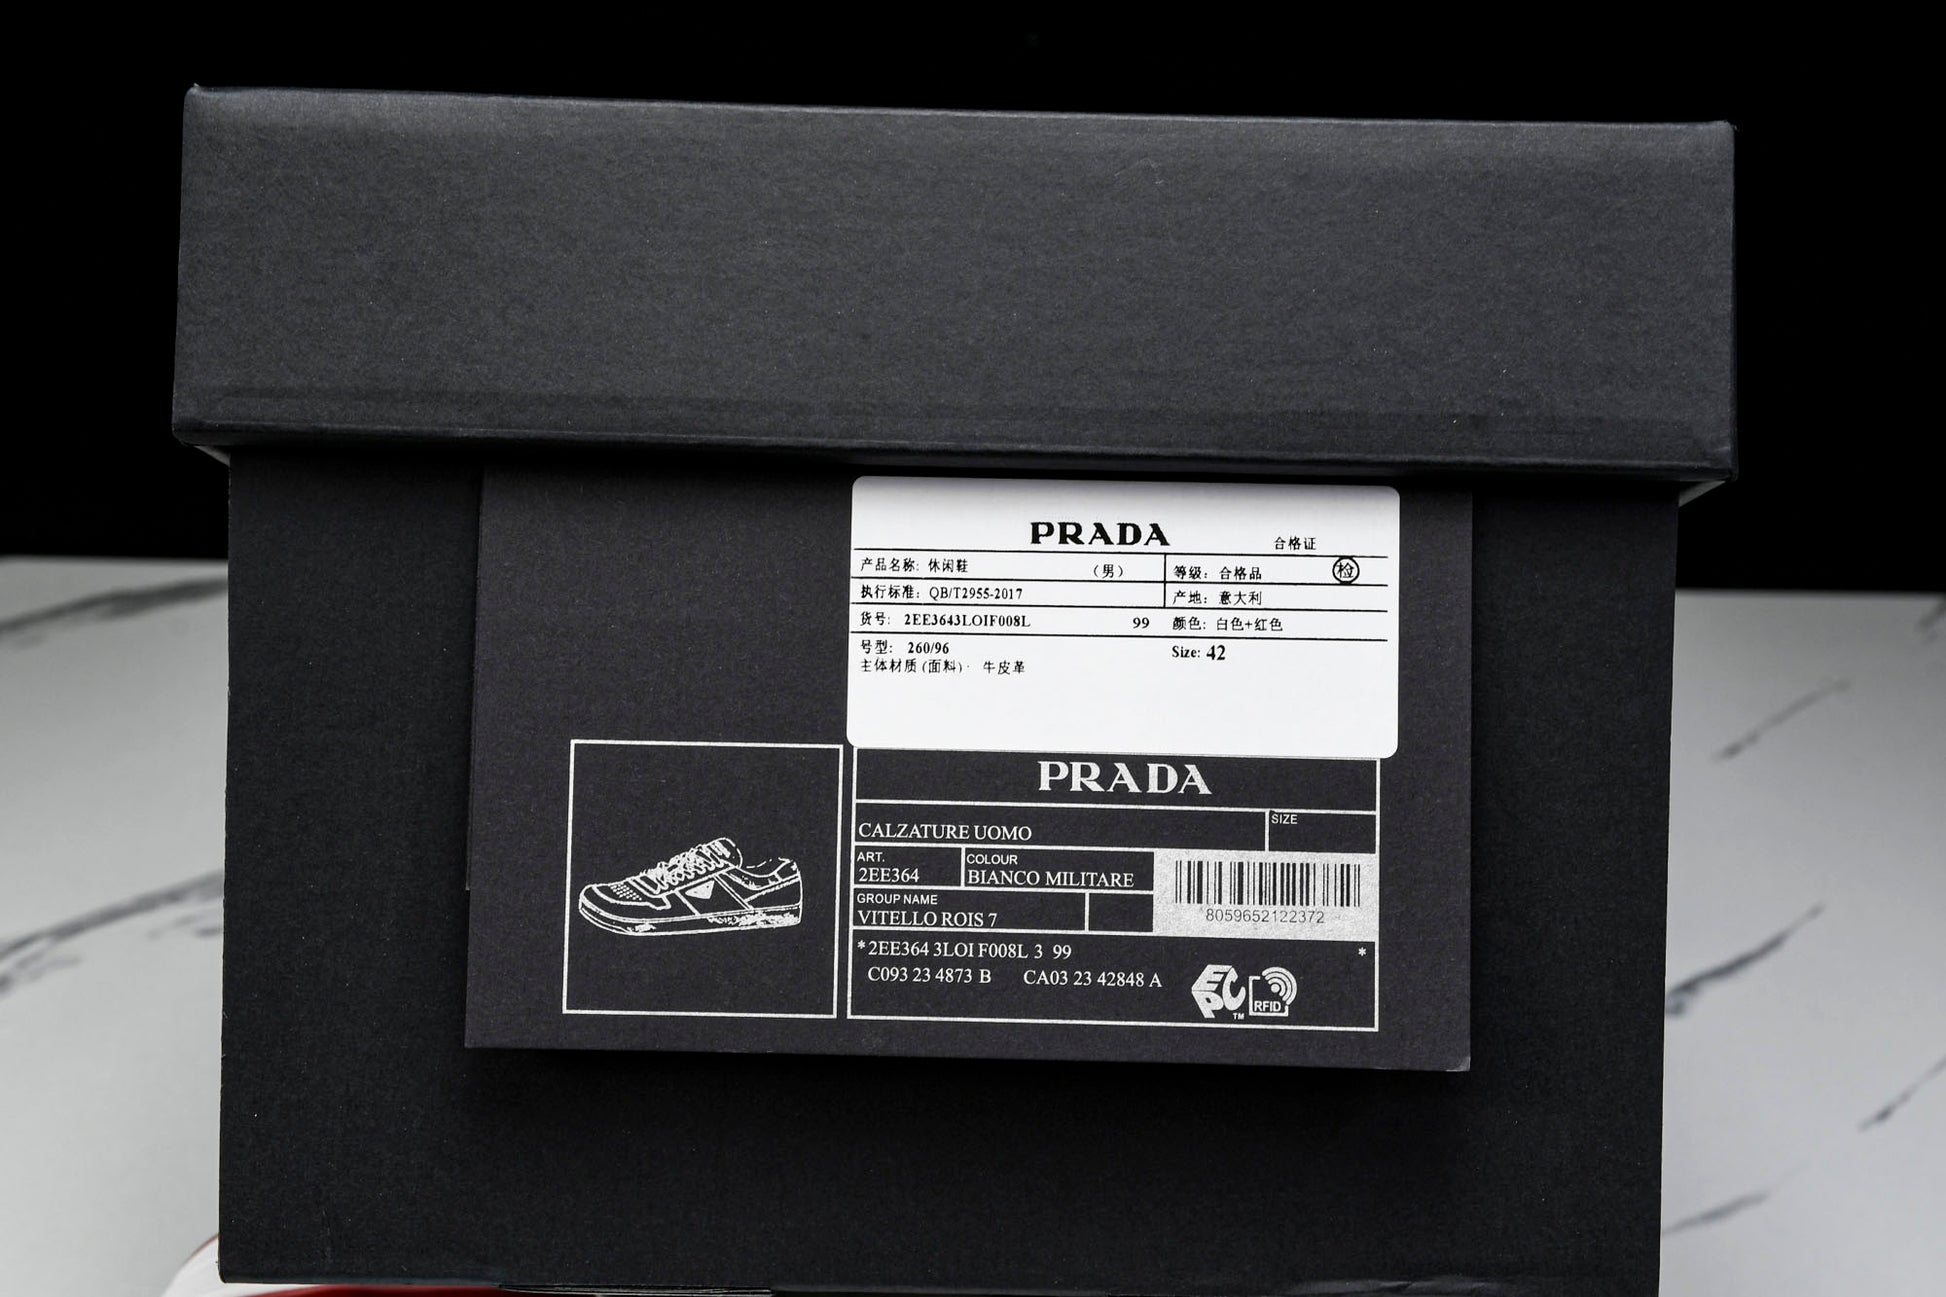 PRADA 合格证
产品名称: 休闲鞋 (男) 等级: 合格品 检
执行标准: QB/T2955-2017 产地: 意大利
货号: 2EE3643LOIF008L 99 颜色: 白色+红色
号型: 260/96 Size: 42
主体材质(面料): 牛皮革
PRADA
CALZATURE UOMO SIZE
ART. COLOUR
2EE364 BIANCO MILITARE
GROUP NAME
VITELLO ROIS 7
8059652122372
*2EE364 3LOI F008L 3 99 *
C093 23 4873 B CA03 23 42848 A
EPC TM RFID